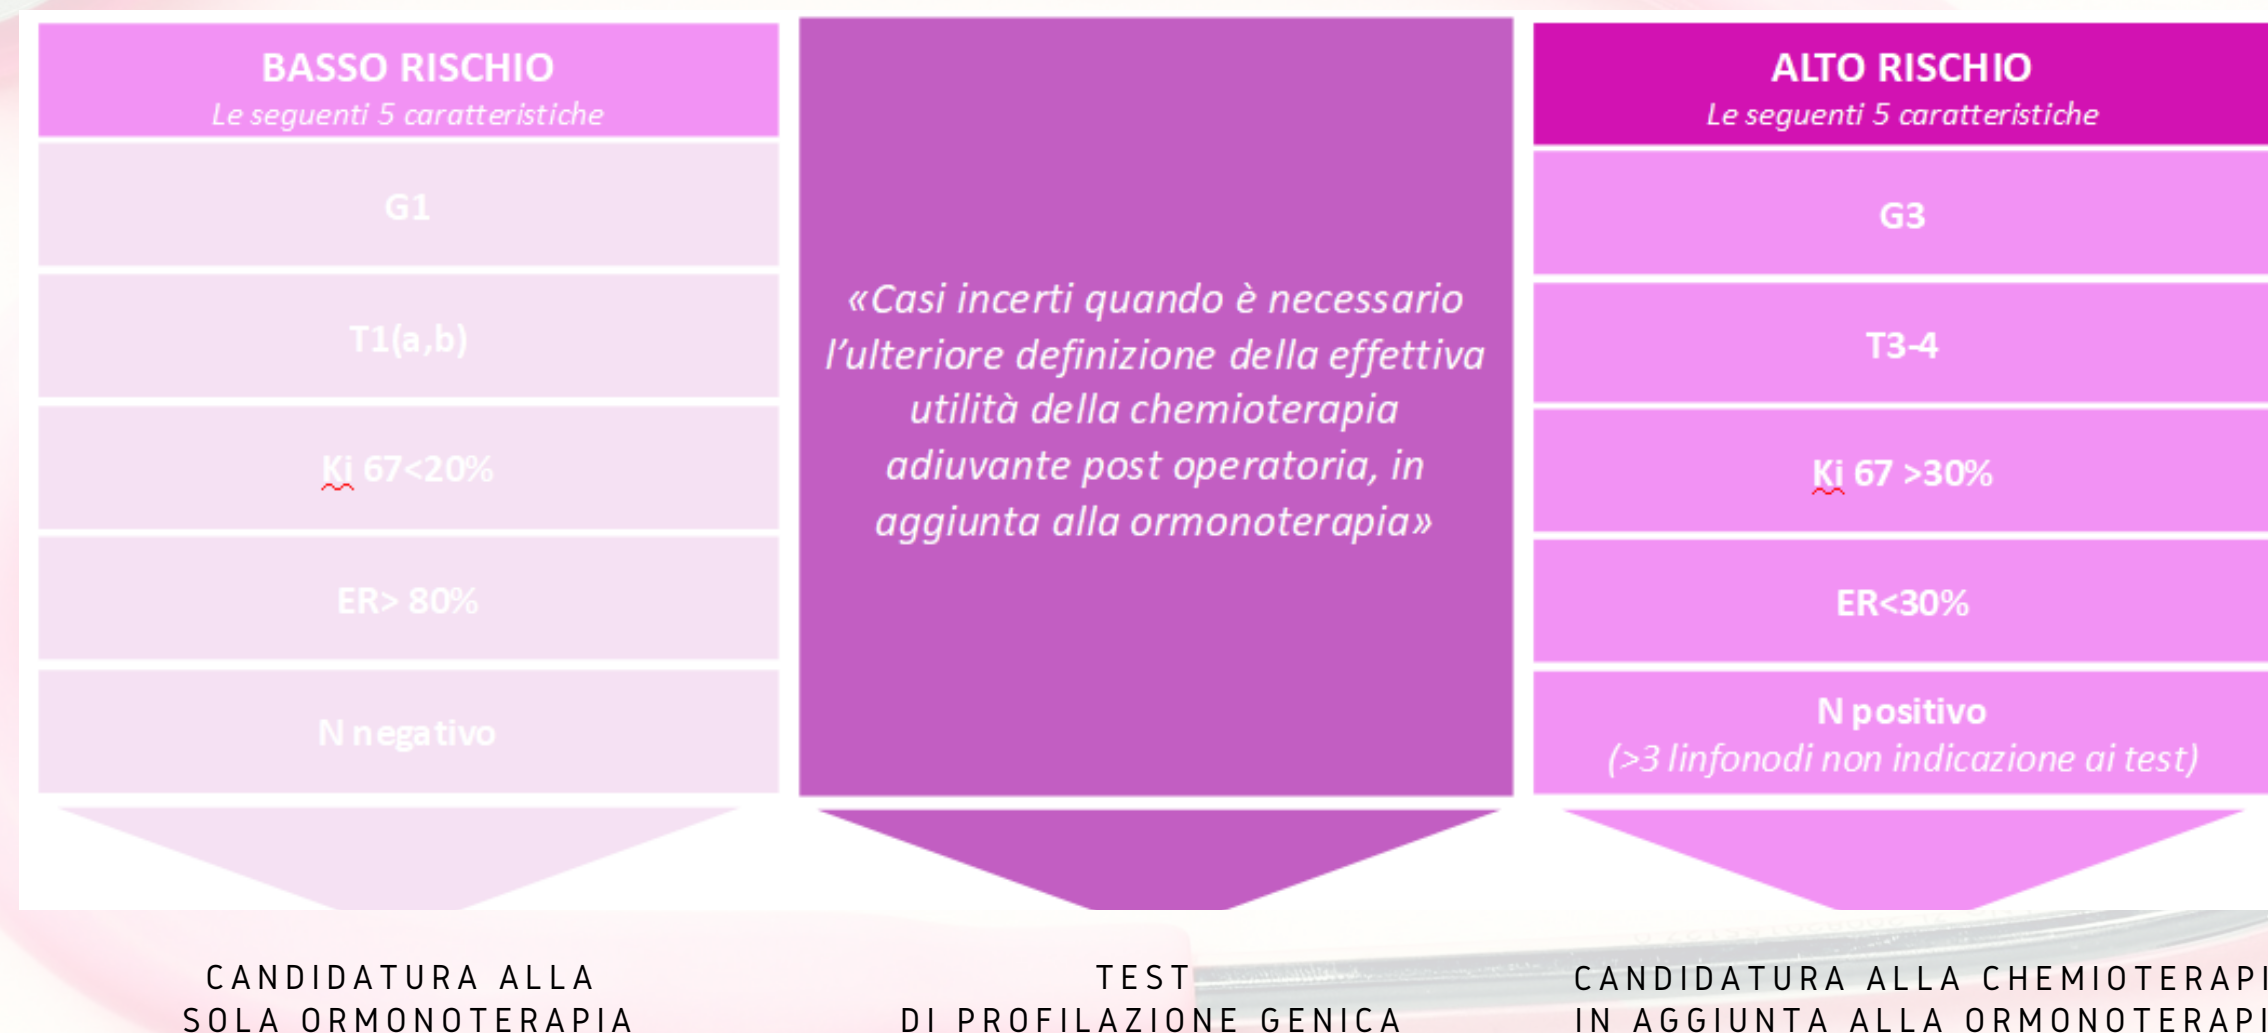 BASSO RISCHIO
Le seguenti 5 caratteristiche
G1
T1(a,b)
Ki 67<20%
ER> 80%
N negativo
CANDIDATURA ALLA
SOLA ORMONOTERAPIA
«Casi incerti quando è necessario
l'ulteriore definizione della effettiva
utilità della chemioterapia
adiuvante post operatoria, in
aggiunta alla ormonoterapia»
TEST
DI PROFILAZIONE GENICA
ALTO RISCHIO
Le seguenti 5 caratteristiche
G3
T3-4
Ki 67 >30%
ER<30%
N positivo
(>3 linfonodi non indicazione ai test)
CANDIDATURA ALLA CHEMIOTERAPI
IN AGGIUNTA ALLA ORMONOTERAP